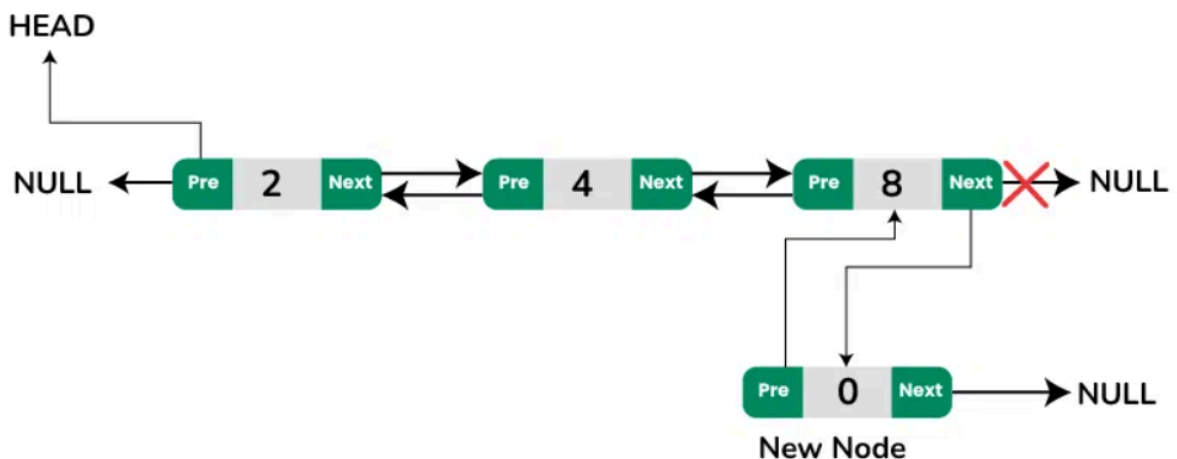 HEAD
NULL Pre 2 Next Pre 4 Next Pre 8 Next NULL
Pre 0 Next NULL
New Node